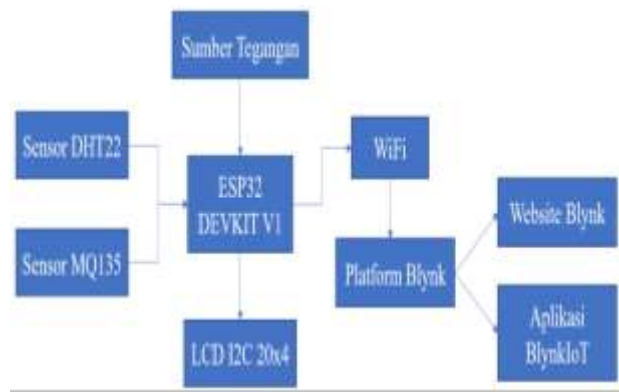 Sumber Tegangan
Sensor DHT22
WiFi
ESP32
DEVKIT V1
Website Blynk
Sensor MQ135
Platform Blynk
Aplikasi
BlynkIoT
LCD I2C 20x4